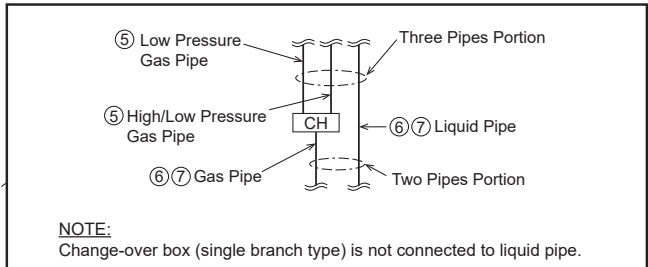 ⑤ Low Pressure
Gas Pipe
Three Pipes Portion
⑤ High/Low Pressure
Gas Pipe
CH
⑥⑦ Liquid Pipe
⑥⑦ Gas Pipe
Two Pipes Portion
NOTE:
Change-over box (single branch type) is not connected to liquid pipe.